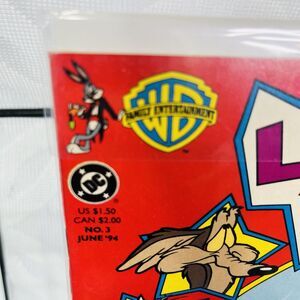 WB
FAMILY ENTERTAINMENT
L
DC
US $1.50
CAN $2.00
NO. 3
JUNE '94